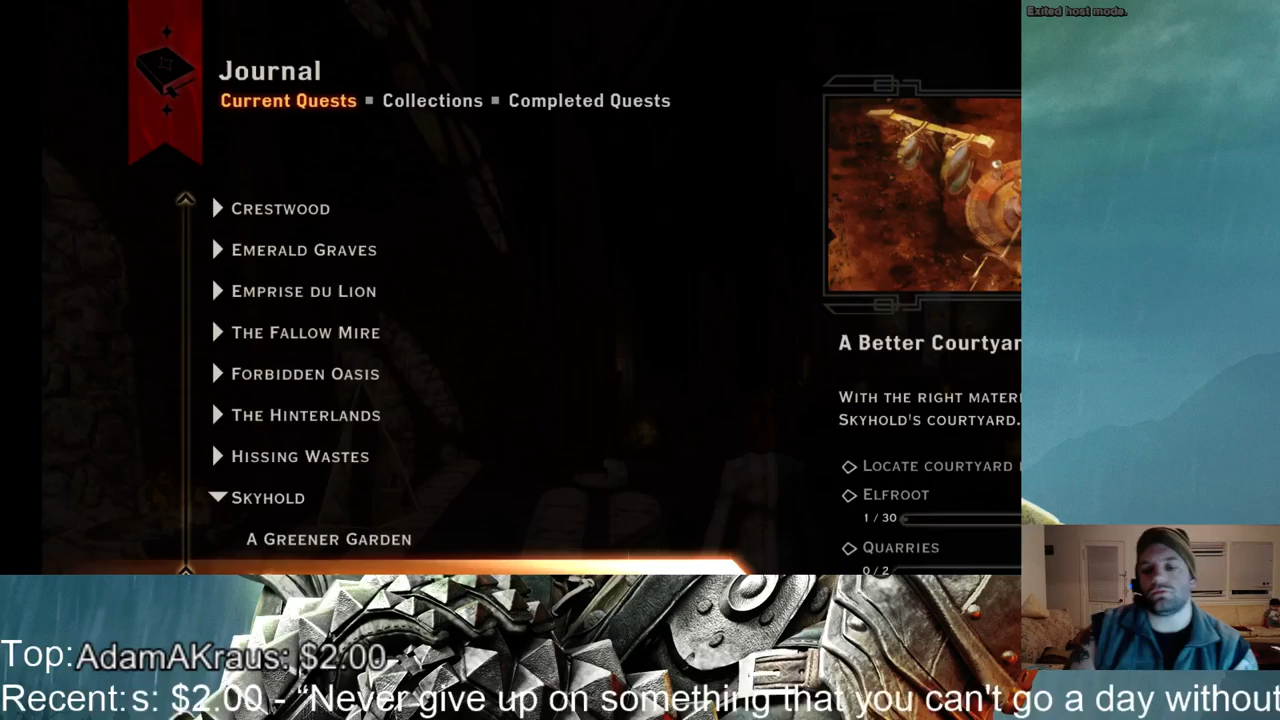 Exited host mode.
Journal
Current Quests ▪ Collections ▪ Completed Quests
CRESTWOOD
EMERALD GRAVES
EMPRISE DU LION
THE FALLOW MIRE
FORBIDDEN OASIS
THE HINTERLANDS
HISSING WASTES
SKYHOLD
A GREENER GARDEN
A Better Courtyar
WITH THE RIGHT MATERI
SKYHOLD'S COURTYARD.
LOCATE COURTYARD
ELFROOT
1 / 30
QUARRIES
0 / 2
Top: AdamAKraus: $2.00
Recent: s: $2.00 - “Never give up on something that you can't go a day without